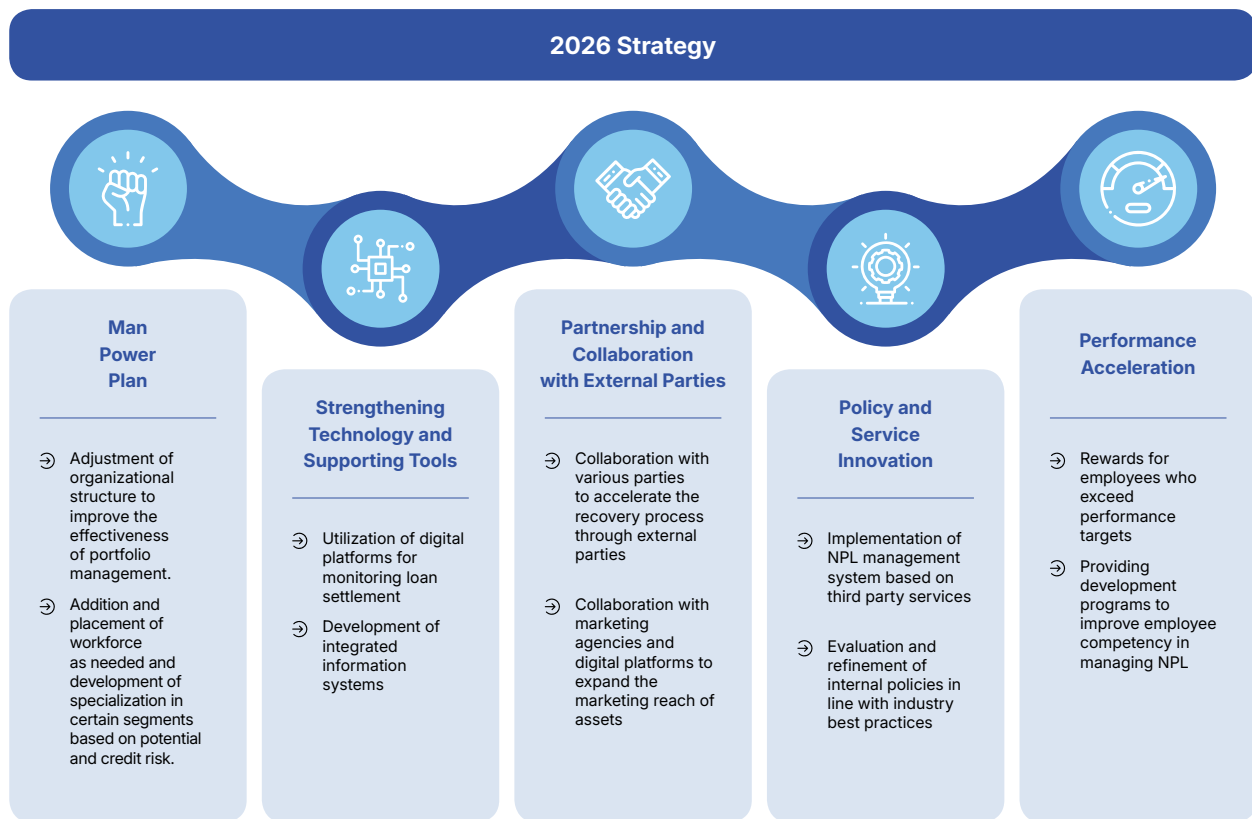 2026 Strategy
Man
Power
Plan
Adjustment of
organizational
structure to
improve the
effectiveness
of portfolio
management.
Addition and
placement of
workforce
as needed and
development of
specialization in
certain segments
based on potential
and credit risk.
Strengthening
Technology and
Supporting Tools
Utilization of digital
platforms for
monitoring loan
settlement
Development of
integrated
information
systems
Partnership and
Collaboration
with External Parties
Collaboration with
various parties
to accelerate the
recovery process
through external
parties
Collaboration with
marketing
agencies and
digital platforms to
expand the
marketing reach of
assets
Policy and
Service
Innovation
Implementation of
NPL management
system based on
third party services
Evaluation and
refinement of
internal policies in
line with industry
best practices
Performance
Acceleration
Rewards for
employees who
exceed
performance
targets
Providing
development
programs to
improve employee
competency in
managing NPL